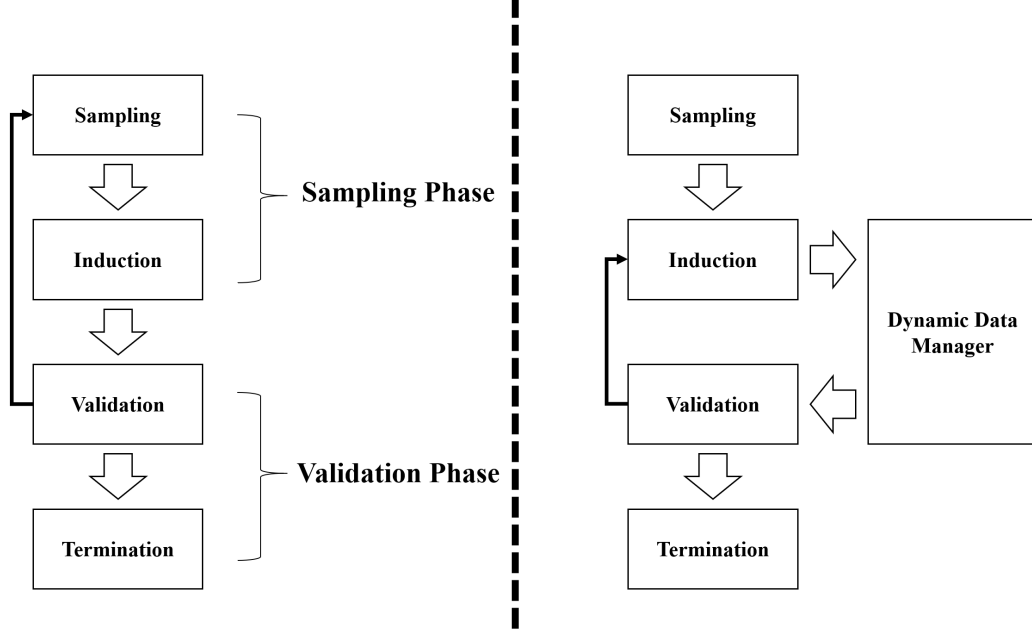 Sampling
Induction
Validation
Termination
Sampling Phase
Validation Phase
Sampling
Induction
Validation
Termination
Dynamic Data
Manager